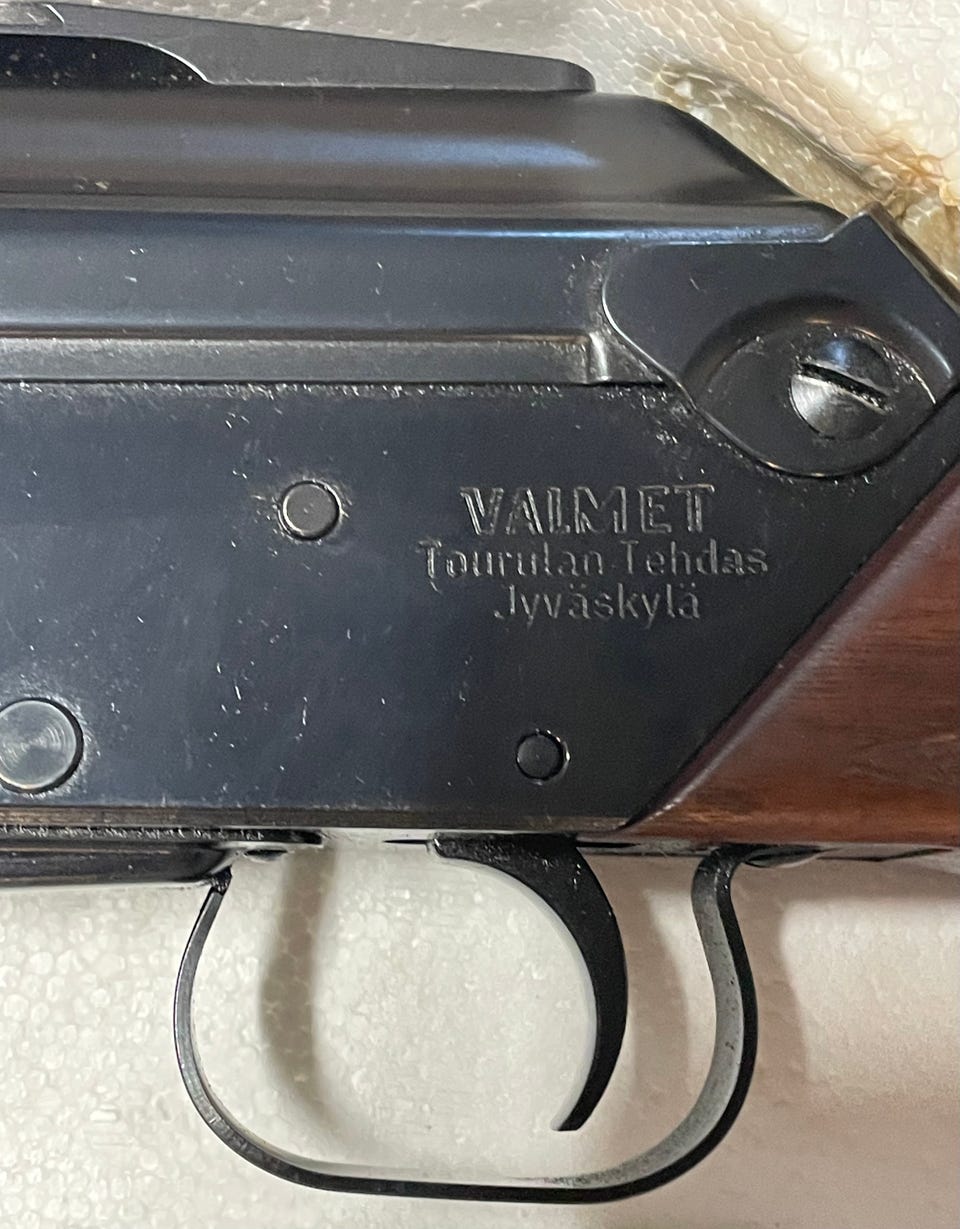 VALMET
Tourulan Tehdas
Jyväskylä